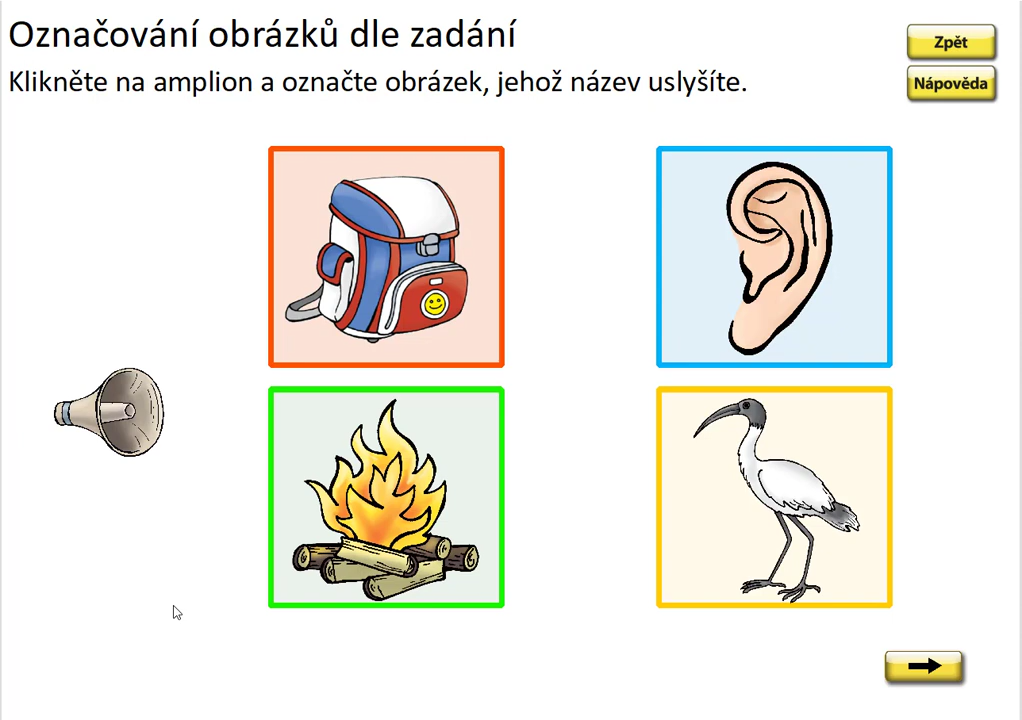 Označování obrázků dle zadání
Klikněte na amplion a označte obrázek, jehož název uslyšíte.
Zpět
Nápověda